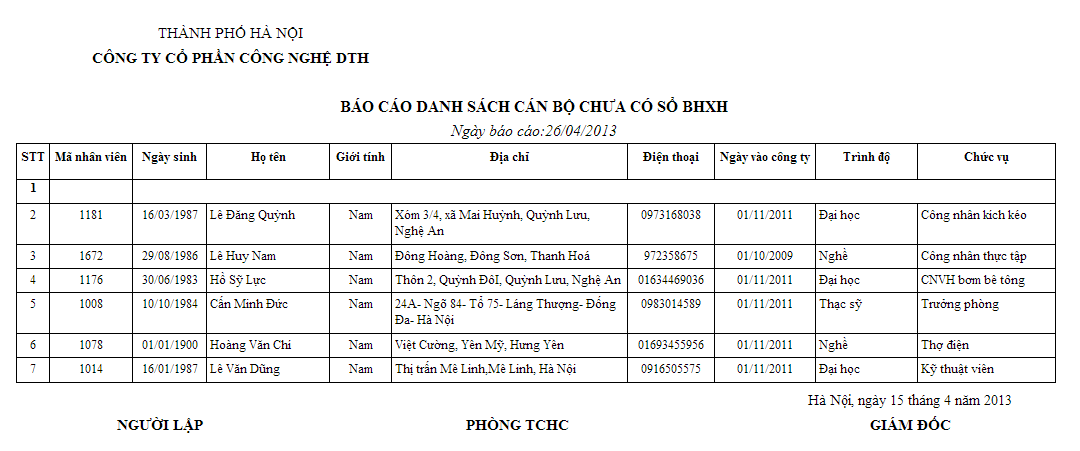 THÀNH PHỐ HÀ NỘI
CÔNG TY CỔ PHẦN CÔNG NGHỆ DTH
BÁO CÁO DANH SÁCH CÁN BỘ CHƯA CÓ SỔ BHXH
Ngày báo cáo:26/04/2013
STT Mã nhân viên Ngày sinh Họ tên Giới tính Địa chỉ Điện thoại Ngày vào công ty Trình độ Chức vụ
1
2 1181 16/03/1987 Lê Đăng Quỳnh Nam Xóm 3/4, xã Mai Huỳnh, Quỳnh Lưu, 0973168038 01/11/2011 Đại học Công nhân kích kéo
Nghệ An
3 1672 29/08/1986 Lê Huy Nam Nam Đông Hoàng, Đông Sơn, Thanh Hoá 972358675 01/10/2009 Nghề Công nhân thực tập
4 1176 30/06/1983 Hồ Sỹ Lực Nam Thôn 2, Quỳnh ĐôI, Quỳnh Lưu, Nghệ An 01634469036 01/11/2011 Đại học CNVH bơm bê tông
5 1008 10/10/1984 Cấn Minh Đức Nam 24A- Ngõ 84- Tổ 75- Láng Thượng- Đống 0983014589 01/11/2011 Thạc sỹ Trưởng phòng
Đa- Hà Nội
6 1078 01/01/1900 Hoàng Văn Chi Nam Việt Cường, Yên Mỹ, Hưng Yên 01693455956 01/11/2011 Nghề Thợ điện
7 1014 16/01/1987 Lê Văn Dũng Nam Thị trấn Mê Linh,Mê Linh, Hà Nội 0916505575 01/11/2011 Đại học Kỹ thuật viên
Hà Nội, ngày 15 tháng 4 năm 2013
NGƯỜI LẬP PHÒNG TCHC GIÁM ĐỐC